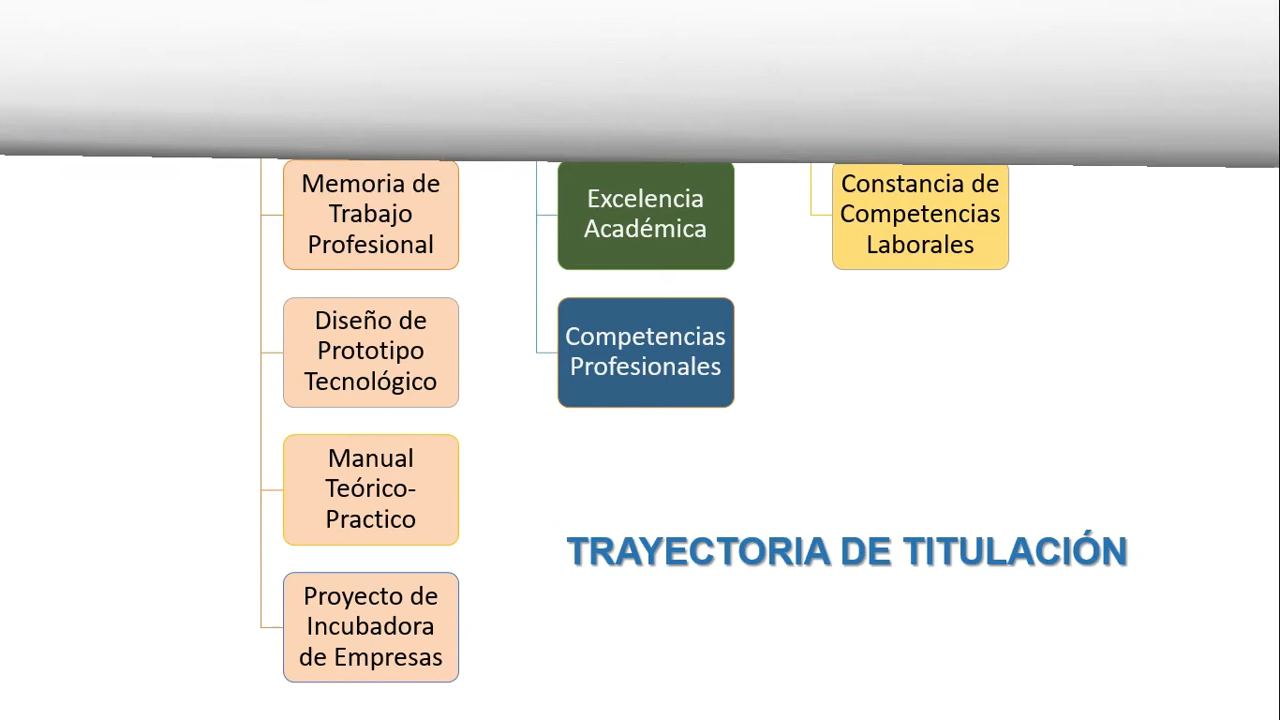 Memoria de
Trabajo
Profesional
Diseño de
Prototipo
Tecnológico
Manual
Teórico-
Practico
Proyecto de
Incubadora
de Empresas
Excelencia
Académica
Competencias
Profesionales
Constancia de
Competencias
Laborales
TRAYECTORIA DE TITULACIÓN